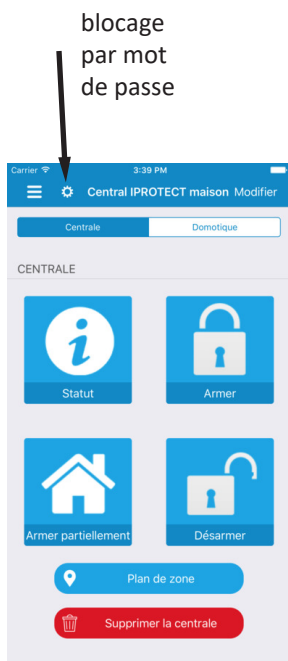 blocage
par mot
de passe
Carrier 3:39 PM
Central IPROTECT maison Modifier
Centrale Domotique
CENTRALE
Statut Armer
Armer partiellement Désarmer
Plan de zone
Supprimer la centrale